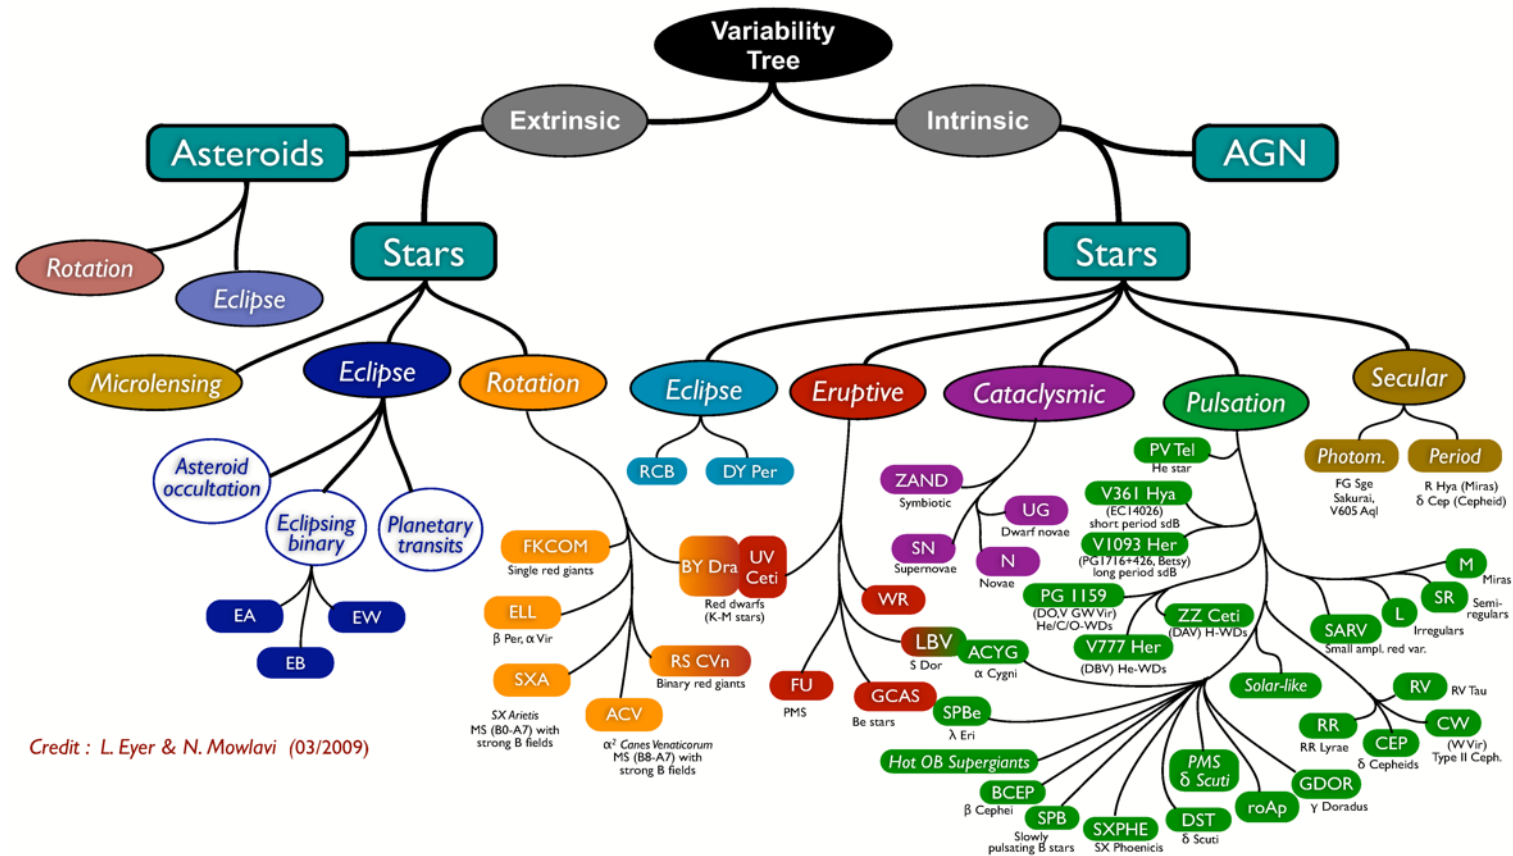 Variability
Tree
Extrinsic
Intrinsic
Asteroids
AGN
Stars
Stars
Rotation
Eclipse
Microlensing
Eclipse
Rotation
Eclipse
Eruptive
Cataclysmic
Pulsation
Secular
Asteroid
occultation
Eclipsing
binary
Planetary
transits
EA
EB
EW
FKCOM
Single red giants
ELL
β Per, α Vir
SXA
SX Arietis
MS (B0-A7) with
strong B fields
ACV
α² Canes Venaticorum
MS (B8-A7) with
strong B fields
BY Dra
UV
Ceti
Red dwarfs
(K-M stars)
RS CVn
Binary red giants
RCB
DY Per
WR
LBV
S Dor
FU
PMS
GCAS
Be stars
ZAND
Symbiotic
UG
Dwarf novae
SN
Supernovae
N
Novae
PV Tel
He star
V361 Hya
(EC14026)
short period sdB
V1093 Her
(PG1716+426, Betsy)
long period sdB
PG 1159
(DO,V GW Vir)
He/C/O-WDs
ZZ Ceti
(DAV) H-WDs
V777 Her
(DBV) He-WDs
ACYG
α Cygni
SPBe
λ Eri
Hot OB Supergiants
BCEP
β Cephei
SPB
Slowly
pulsating B stars
SXPHE
SX Phoenicis
DST
δ Scuti
PMS
δ Scuti
roAp
GDOR
γ Doradus
Solar-like
M
Miras
SR
Semi-
regulars
L
Irregulars
SARV
Small ampl. red var.
RV
RV Tau
RR
RR Lyrae
CEP
δ Cepheids
CW
(W Vir)
Type II Ceph.
Photom.
FG Sge
Sakurai,
V605 Aql
Period
R Hya (Miras)
δ Cep (Cepheid)
Credit : L. Eyer & N. Mowlavi (03/2009)